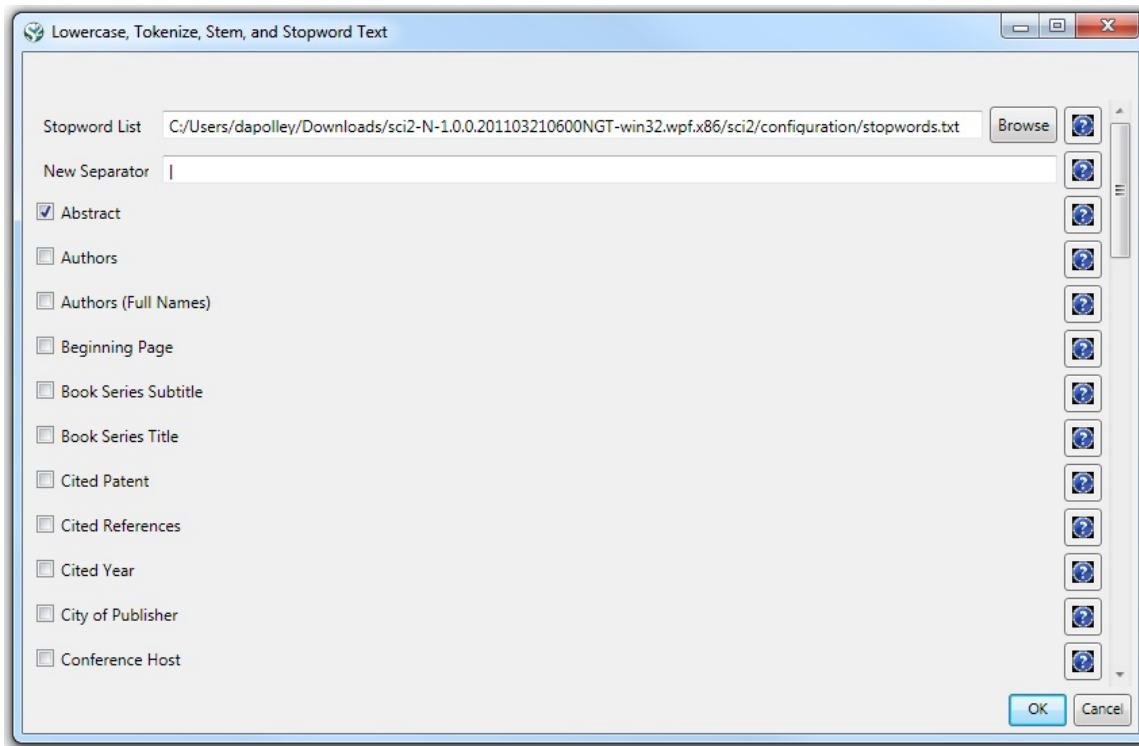 Lowercase, Tokenize, Stem, and Stopword Text
Stopword List C:/Users/dapolley/Downloads/sci2-N-1.0.0.201103210600NGT-win32.wpf.x86/sci2/configuration/stopwords.txt Browse
New Separator |
Abstract
Authors
Authors (Full Names)
Beginning Page
Book Series Subtitle
Book Series Title
Cited Patent
Cited References
Cited Year
City of Publisher
Conference Host
OK Cancel